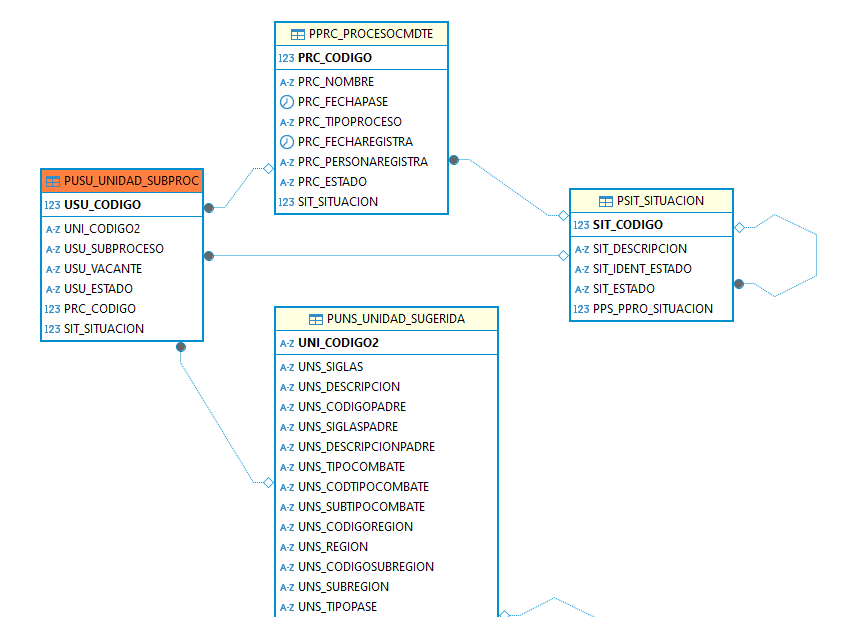 PPRC_PROCESOCMDTE
123 PRC_CODIGO
A-Z PRC_NOMBRE
PRC_FECHAPASE
A-Z PRC_TIPOPROCESO
PRC_FECHAREGISTRA
A-Z PRC_PERSONAREGISTRA
A-Z PRC_ESTADO
123 SIT_SITUACION
PUSU_UNIDAD_SUBPROC
123 USU_CODIGO
A-Z UNI_CODIGO2
A-Z USU_SUBPROCESO
A-Z USU_VACANTE
A-Z USU_ESTADO
123 PRC_CODIGO
123 SIT_SITUACION
PSIT_SITUACION
123 SIT_CODIGO
A-Z SIT_DESCRIPCION
A-Z SIT_IDENT_ESTADO
A-Z SIT_ESTADO
123 PPS_PPRO_SITUACION
PUNS_UNIDAD_SUGERIDA
A-Z UNI_CODIGO2
A-Z UNS_SIGLAS
A-Z UNS_DESCRIPCION
A-Z UNS_CODIGOPADRE
A-Z UNS_SIGLASPADRE
A-Z UNS_DESCRIPCIONPADRE
A-Z UNS_TIPOCOMBATE
A-Z UNS_CODTIPOCOMBATE
A-Z UNS_SUBTIPOCOMBATE
A-Z UNS_CODIGOREGION
A-Z UNS_REGION
A-Z UNS_CODIGOSUBREGION
A-Z UNS_SUBREGION
A-Z UNS_TIPOPASE